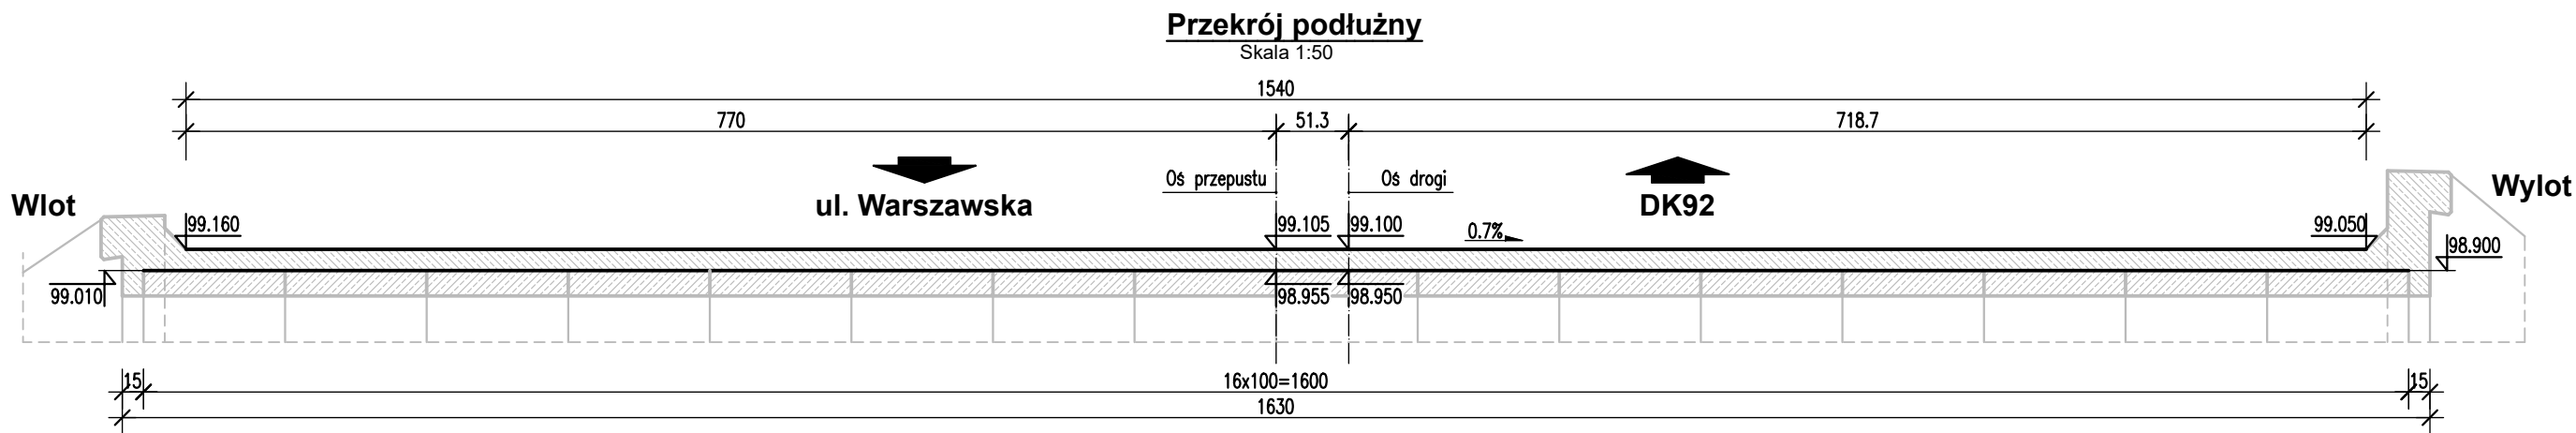 Przekrój podłużny
Skala 1:50
1540
770 51.3 718.7
Oś przepustu Oś drogi
Wlot ul. Warszawska DK92 Wylot
99.160 99.105 99.100 0.7% 99.050
98.900
99.010 98.955 98.950
15 16x100=1600 15
1630